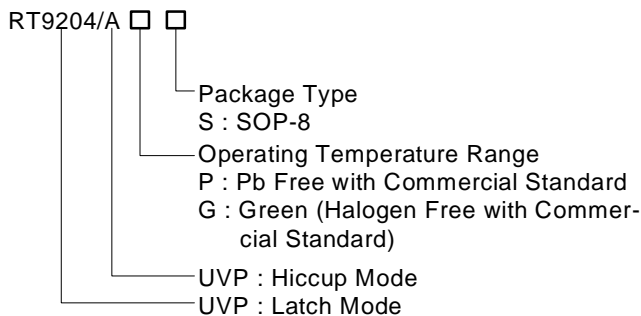 RT9204/A □ □
Package Type
S : SOP-8
Operating Temperature Range
P : Pb Free with Commercial Standard
G : Green (Halogen Free with Commer-
cial Standard)
UVP : Hiccup Mode
UVP : Latch Mode